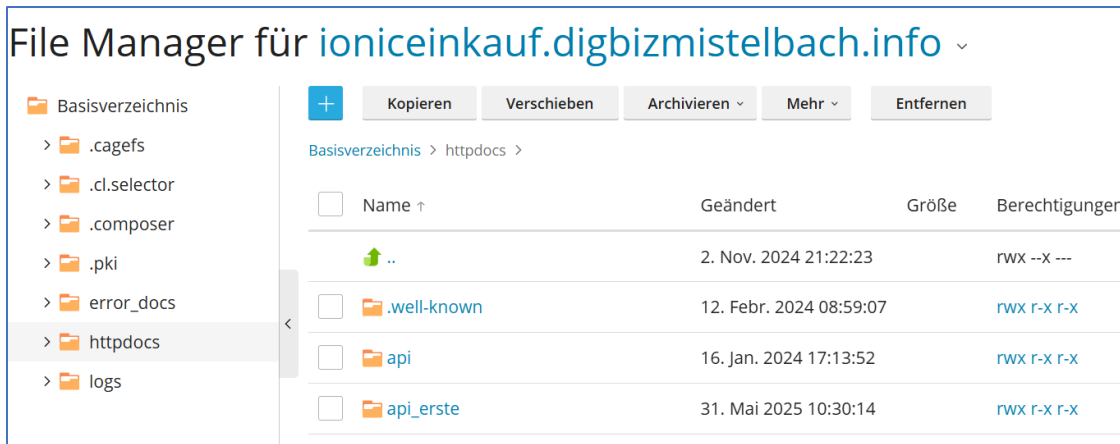 File Manager für ioniceinkauf.digbizmistelbach.info
Basisverzeichnis
.cagefs
.cl.selector
.composer
.pki
error_docs
httpdocs
logs
+ Kopieren Verschieben Archivieren Mehr Entfernen
Basisverzeichnis > httpdocs >
Name ↑ Geändert Größe Berechtigungen
.. 2. Nov. 2024 21:22:23 rwx --x ---
.well-known 12. Febr. 2024 08:59:07 rwx r-x r-x
api 16. Jan. 2024 17:13:52 rwx r-x r-x
api_erste 31. Mai 2025 10:30:14 rwx r-x r-x